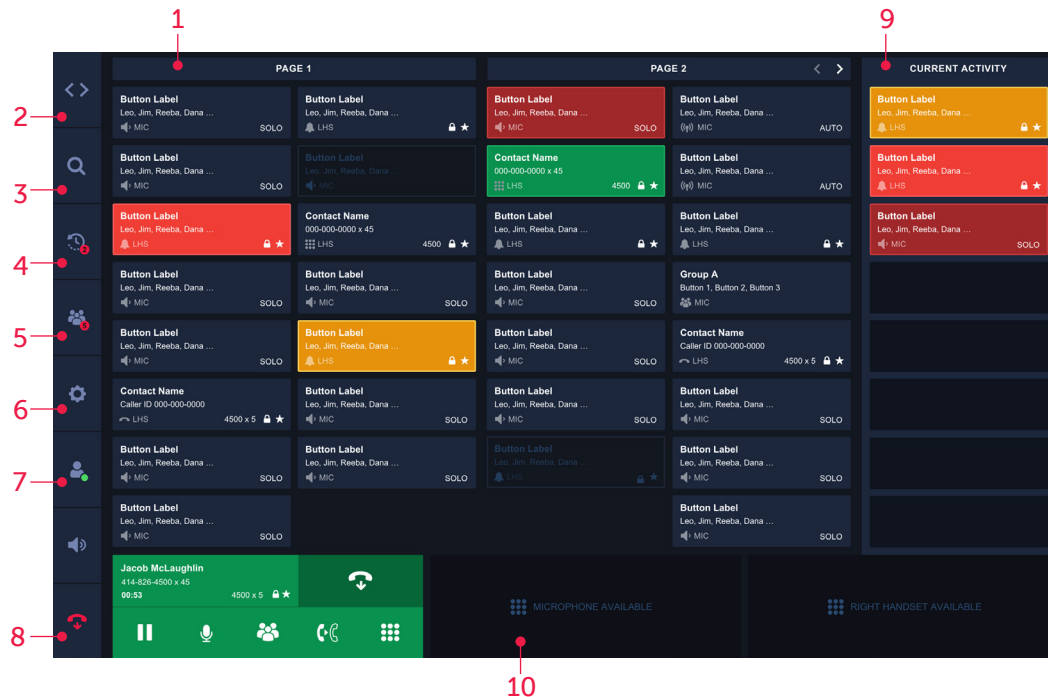 1
9
PAGE 1
PAGE 2
CURRENT ACTIVITY
2
3
4
5
6
7
8
10
2
5
Button Label
Leo, Jim, Reeba, Dana ...
MIC SOLO
Button Label
Leo, Jim, Reeba, Dana ...
LHS
Button Label
Leo, Jim, Reeba, Dana ...
MIC SOLO
Button Label
Leo, Jim, Reeba, Dana ...
MIC AUTO
Button Label
Leo, Jim, Reeba, Dana ...
LHS
Button Label
Leo, Jim, Reeba, Dana ...
MIC SOLO
Button Label
Leo, Jim, Reeba, Dana ...
MIC
Contact Name
000-000-0000 x 45
LHS 4500
Button Label
Leo, Jim, Reeba, Dana ...
MIC AUTO
Button Label
Leo, Jim, Reeba, Dana ...
LHS
Button Label
Leo, Jim, Reeba, Dana ...
LHS
Contact Name
000-000-0000 x 45
LHS 4500
Button Label
Leo, Jim, Reeba, Dana ...
LHS
Button Label
Leo, Jim, Reeba, Dana ...
LHS
Button Label
Leo, Jim, Reeba, Dana ...
MIC SOLO
Button Label
Leo, Jim, Reeba, Dana ...
MIC SOLO
Button Label
Leo, Jim, Reeba, Dana ...
MIC SOLO
Button Label
Leo, Jim, Reeba, Dana ...
MIC SOLO
Group A
Button 1, Button 2, Button 3
MIC
Button Label
Leo, Jim, Reeba, Dana ...
MIC SOLO
Button Label
Leo, Jim, Reeba, Dana ...
LHS
Button Label
Leo, Jim, Reeba, Dana ...
MIC SOLO
Contact Name
Caller ID 000-000-0000
LHS 4500 x 5
Contact Name
Caller ID 000-000-0000
LHS 4500 x 5
Button Label
Leo, Jim, Reeba, Dana ...
MIC SOLO
Button Label
Leo, Jim, Reeba, Dana ...
MIC SOLO
Button Label
Leo, Jim, Reeba, Dana ...
MIC SOLO
Button Label
Leo, Jim, Reeba, Dana ...
MIC SOLO
Button Label
Leo, Jim, Reeba, Dana ...
MIC SOLO
Button Label
Leo, Jim, Reeba, Dana ...
LHS
Button Label
Leo, Jim, Reeba, Dana ...
MIC SOLO
Button Label
Leo, Jim, Reeba, Dana ...
MIC SOLO
Button Label
Leo, Jim, Reeba, Dana ...
MIC SOLO
Jacob McLaughlin
414-826-4500 x 45
00:53 4500 x 5
MICROPHONE AVAILABLE
RIGHT HANDSET AVAILABLE